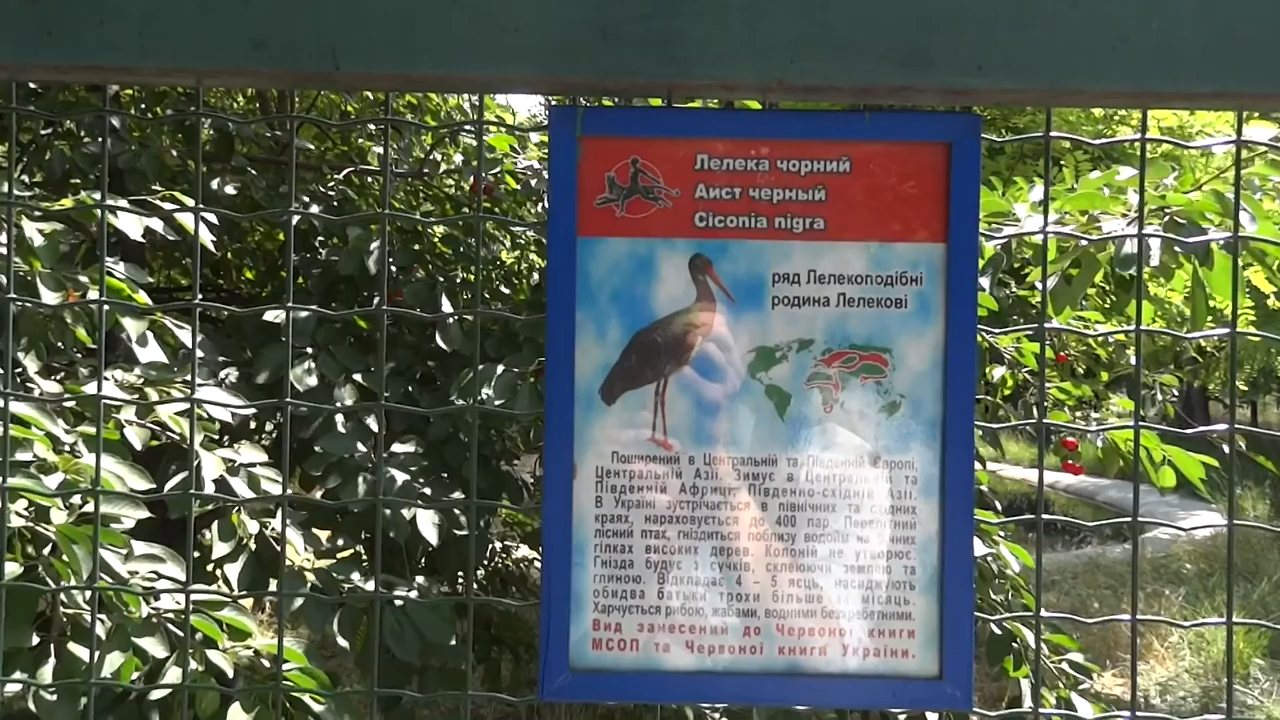 Лелека чорний
Аист черный
Ciconia nigra
ряд Лелекоподібні
родина Лелекові
Поширений в Центральній та Південній Європі,
Центральній Азії. Зимує в Центральній та
Південній Африці, Південно-східній Азії.
В Україні зустрічається в північних та східних
краях, нараховується до 400 пар. Перелітний
лісний птах, гніздиться поблизу водойм на бічних
гілках високих дерев. Колоній не утворює.
Гнізда будує з сучків, склеюючи землею та
глиною. Відкладає 4 – 5 яєць, насиджують
обидва батьки трохи більше за місяць.
Харчується рибою, жабами, водними безхребетними.
Вид занесений до Червоної книги
МСОП та Червоної книги України.